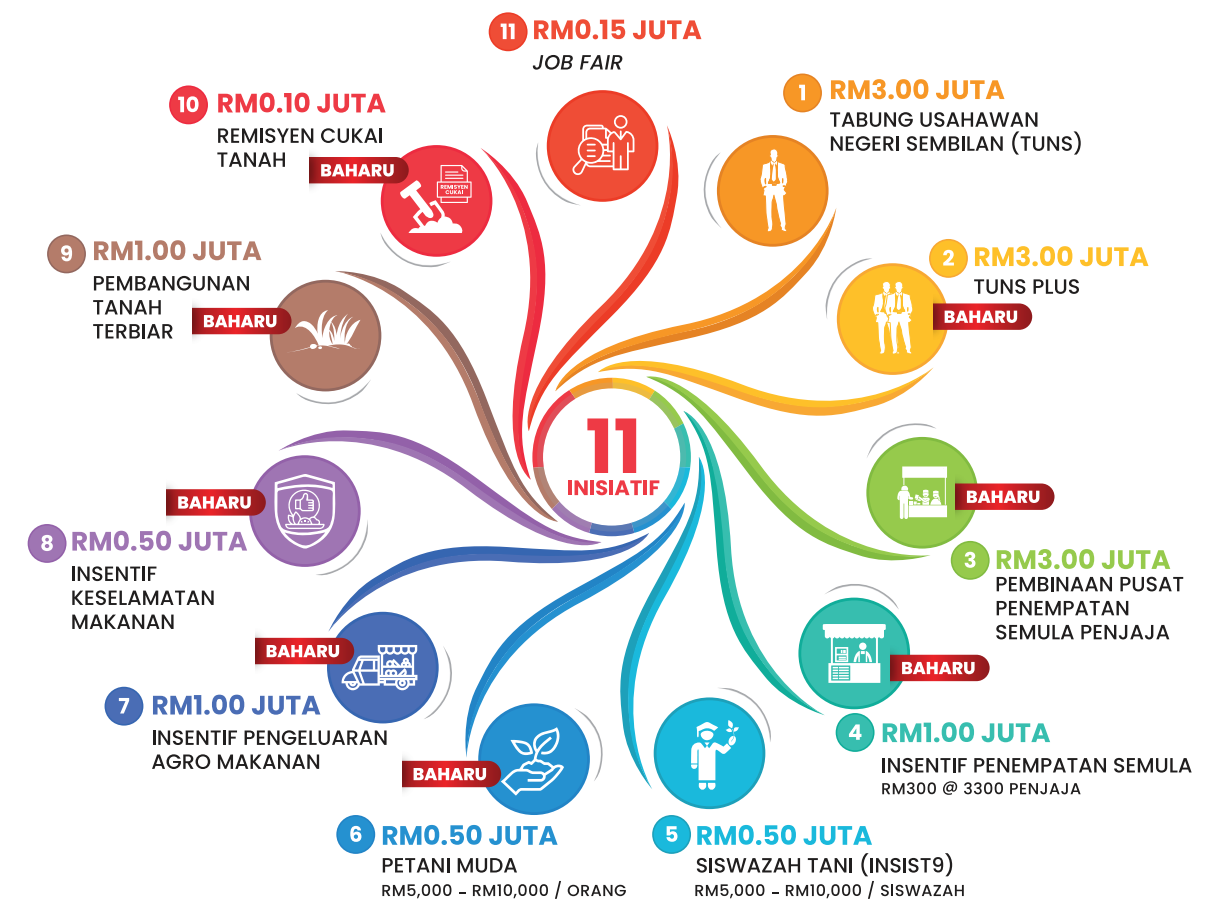 11
INISIATIF
1 RM3.00 JUTA
TABUNG USAHAWAN
NEGERI SEMBILAN (TUNS)
2 RM3.00 JUTA
TUNS PLUS
BAHARU
BAHARU
3 RM3.00 JUTA
PEMBINAAN PUSAT
PENEMPATAN
SEMULA PENJAJA
BAHARU
4 RM1.00 JUTA
INSENTIF PENEMPATAN SEMULA
RM300 @ 3300 PENJAJA
5 RM0.50 JUTA
SISWAZAH TANI (INSIST9)
RM5,000 – RM10,000 / SISWAZAH
BAHARU
6 RM0.50 JUTA
PETANI MUDA
RM5,000 – RM10,000 / ORANG
BAHARU
7 RM1.00 JUTA
INSENTIF PENGELUARAN
AGRO MAKANAN
BAHARU
8 RM0.50 JUTA
INSENTIF
KESELAMATAN
MAKANAN
9 RM1.00 JUTA
PEMBANGUNAN
TANAH
TERBIAR
BAHARU
10 RM0.10 JUTA
REMISYEN CUKAI
TANAH
BAHARU
REMISYEN
CUKAI
11 RM0.15 JUTA
JOB FAIR